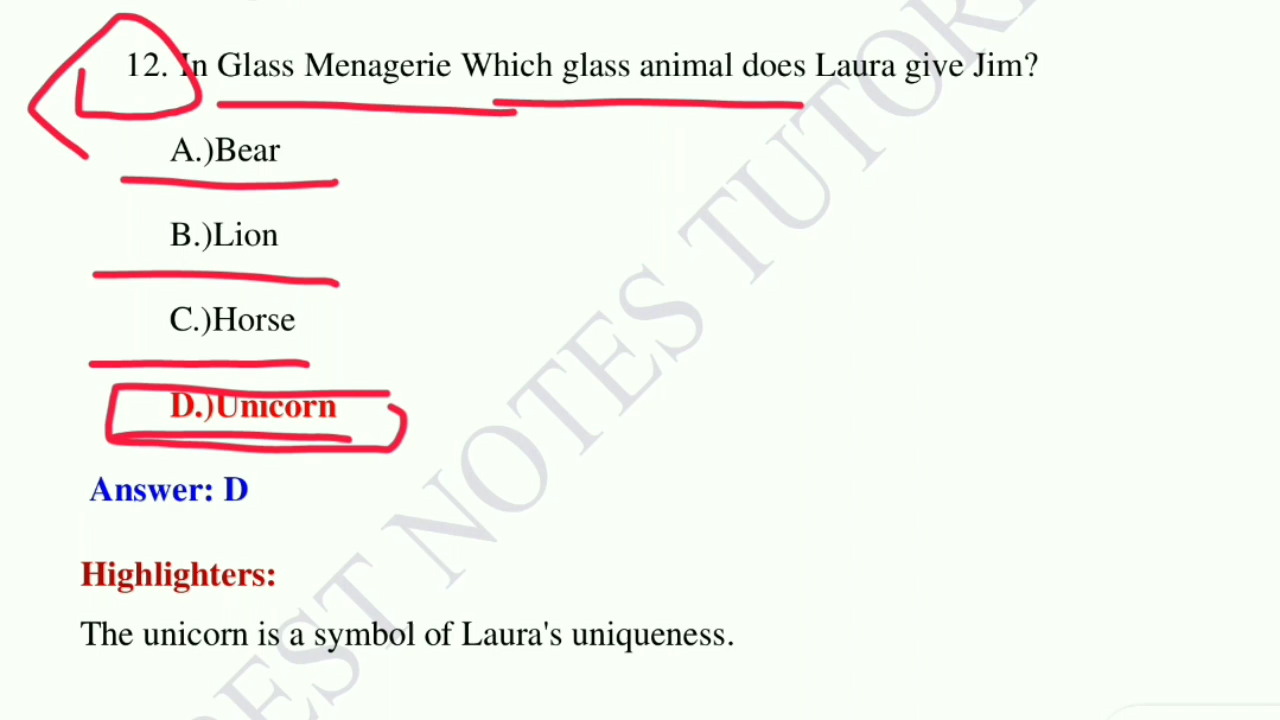 12. In Glass Menagerie Which glass animal does Laura give Jim?
A.)Bear
B.)Lion
C.)Horse
D.)Unicorn
Answer: D
Highlighters:
The unicorn is a symbol of Laura's uniqueness.
NOTES